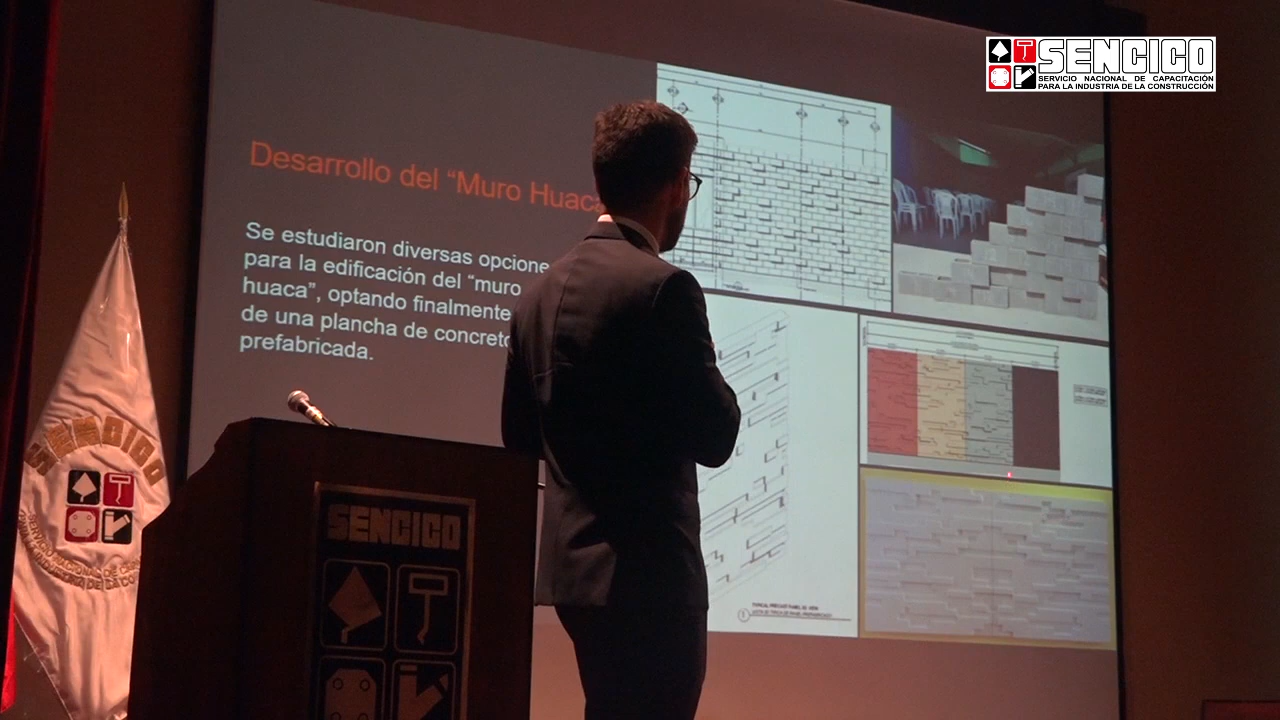 SENCICO
SERVICIO NACIONAL DE CAPACITACIÓN
PARA LA INDUSTRIA DE LA CONSTRUCCIÓN
Desarrollo del “Muro Huaca
Se estudiaron diversas opcione
para la edificación del “muro
huaca”, optando finalmente
de una plancha de concreto
prefabricada.
SENCICO
SENCICO